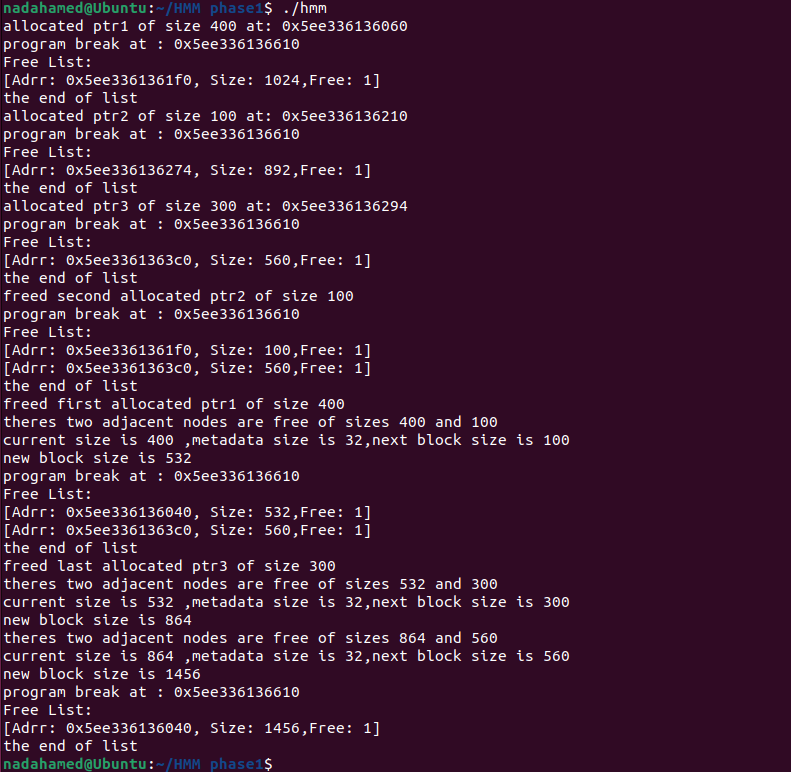 nadahamed@Ubuntu:~/HMM phase1$ ./hmm
allocated ptr1 of size 400 at: 0x5ee336136060
program break at : 0x5ee336136610
Free List:
[Adrr: 0x5ee3361361f0, Size: 1024,Free: 1]
the end of list
allocated ptr2 of size 100 at: 0x5ee336136210
program break at : 0x5ee336136610
Free List:
[Adrr: 0x5ee336136274, Size: 892,Free: 1]
the end of list
allocated ptr3 of size 300 at: 0x5ee336136294
program break at : 0x5ee336136610
Free List:
[Adrr: 0x5ee3361363c0, Size: 560,Free: 1]
the end of list
freed second allocated ptr2 of size 100
program break at : 0x5ee336136610
Free List:
[Adrr: 0x5ee3361361f0, Size: 100,Free: 1]
[Adrr: 0x5ee3361363c0, Size: 560,Free: 1]
the end of list
freed first allocated ptr1 of size 400
theres two adjacent nodes are free of sizes 400 and 100
current size is 400 ,metadata size is 32,next block size is 100
new block size is 532
program break at : 0x5ee336136610
Free List:
[Adrr: 0x5ee336136040, Size: 532,Free: 1]
[Adrr: 0x5ee3361363c0, Size: 560,Free: 1]
the end of list
freed last allocated ptr3 of size 300
theres two adjacent nodes are free of sizes 532 and 300
current size is 532 ,metadata size is 32,next block size is 300
new block size is 864
theres two adjacent nodes are free of sizes 864 and 560
current size is 864 ,metadata size is 32,next block size is 560
new block size is 1456
program break at : 0x5ee336136610
Free List:
[Adrr: 0x5ee336136040, Size: 1456,Free: 1]
the end of list
nadahamed@Ubuntu:~/HMM phase1$